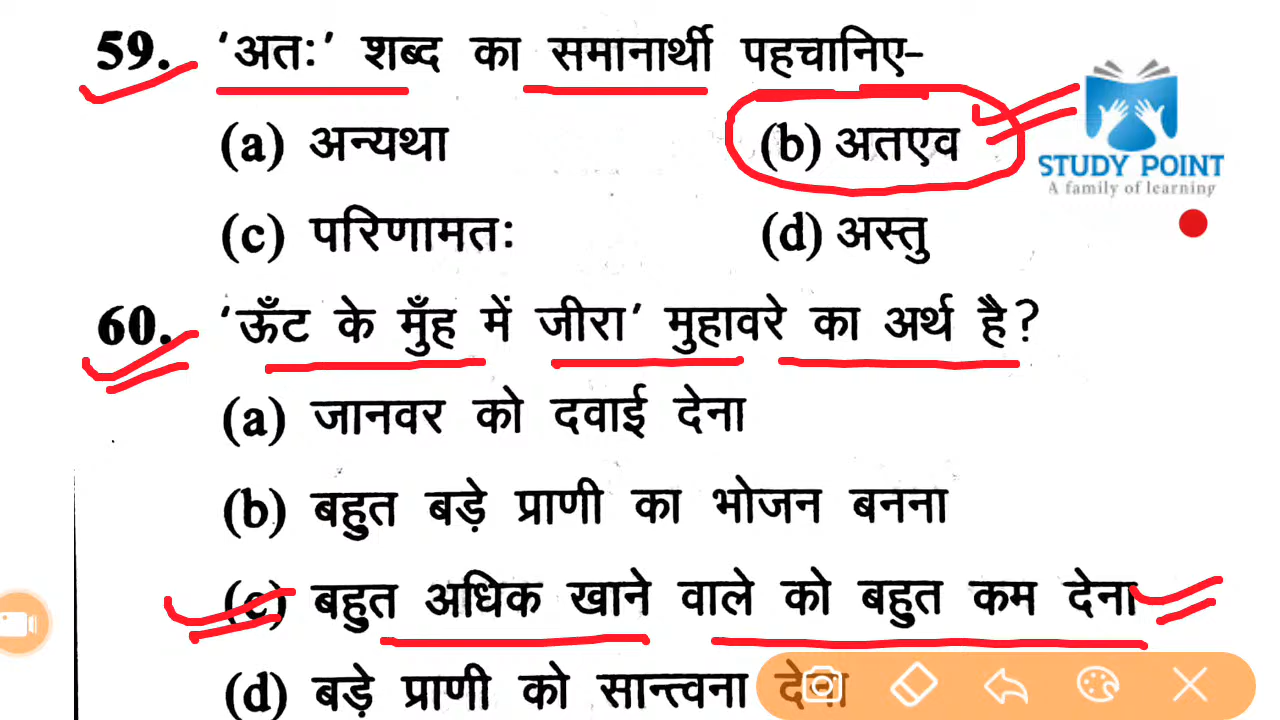 59. 'अतः' शब्द का समानार्थी पहचानिए-
(a) अन्यथा (b) अतएव
STUDY POINT
A family of learning
(c) परिणामतः (d) अस्तु
60. 'ऊँट के मुँह में जीरा' मुहावरे का अर्थ है?
(a) जानवर को दवाई देना
(b) बहुत बड़े प्राणी का भोजन बनना
(c) बहुत अधिक खाने वाले को बहुत कम देना
(d) बड़े प्राणी को सान्त्वना देना